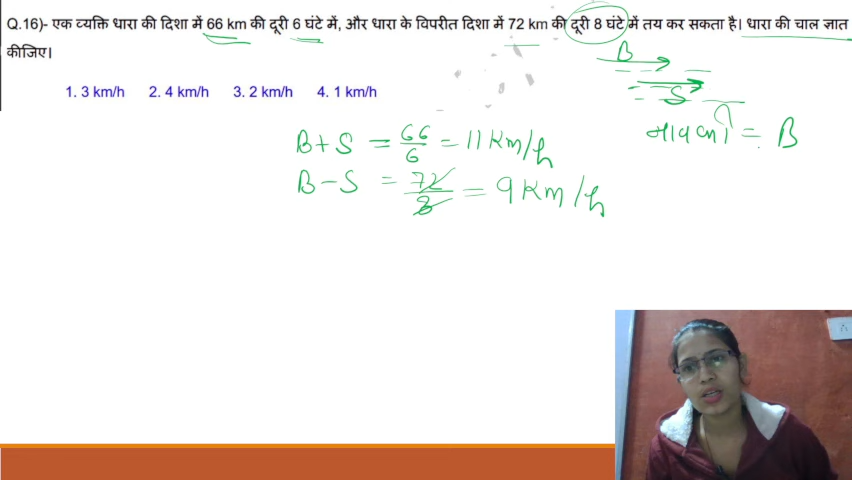 Q.16)- एक व्यक्ति धारा की दिशा में 66 km की दूरी 6 घंटे में, और धारा के विपरीत दिशा में 72 km की दूरी 8 घंटे में तय कर सकता है। धारा की चाल ज्ञात
कीजिए।
B
S
1. 3 km/h 2. 4 km/h 3. 2 km/h 4. 1 km/h
नाव की = B
B+S = 66/6 = 11 Km/h
B-S = 72/8 = 9 Km/h